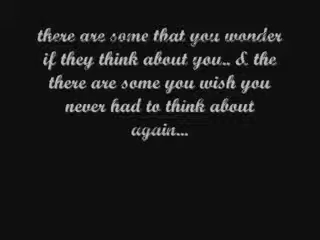 there are some that you wonder
if they think about you.. & the
there are some you wish you
never had to think about
again...